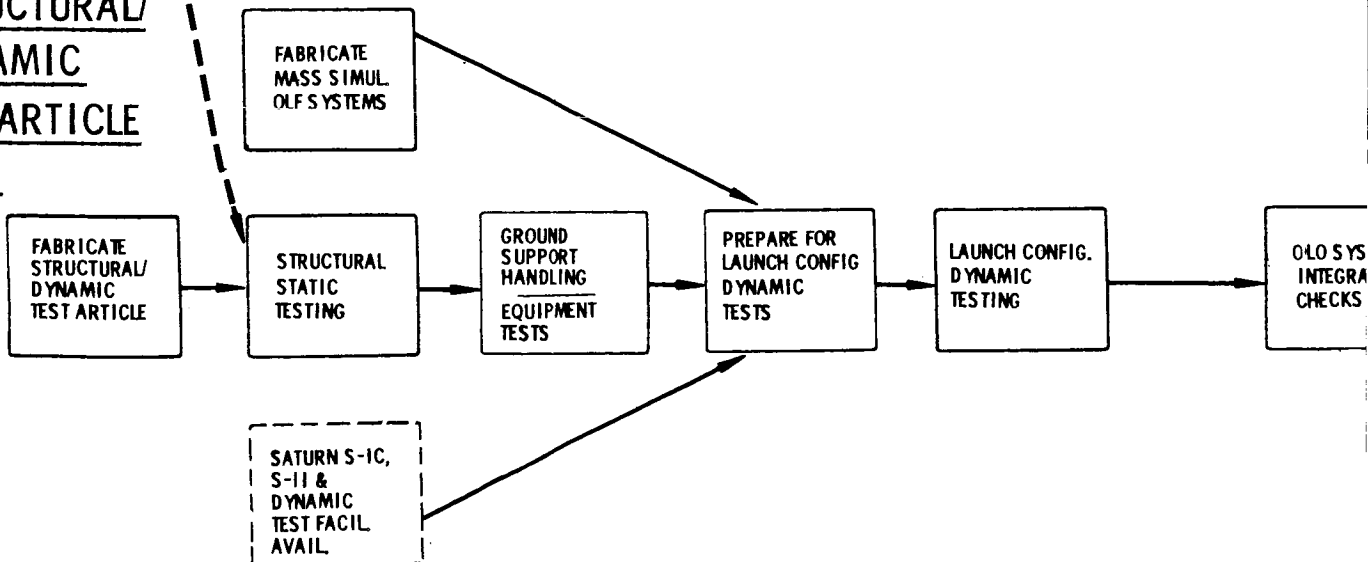 AMIC
ARTICLE
FABRICATE
MASS SIMUL.
OLF SYSTEMS
FABRICATE
STRUCTURAL/
DYNAMIC
TEST ARTICLE
STRUCTURAL
STATIC
TESTING
GROUND
SUPPORT
HANDLING
EQUIPMENT
TESTS
PREPARE FOR
LAUNCH CONFIG
DYNAMIC
TESTS
LAUNCH CONFIG.
DYNAMIC
TESTING
OLO SYS
INTEGRA
CHECKS
SATURN S-IC,
S-II &
DYNAMIC
TEST FACIL.
AVAIL.